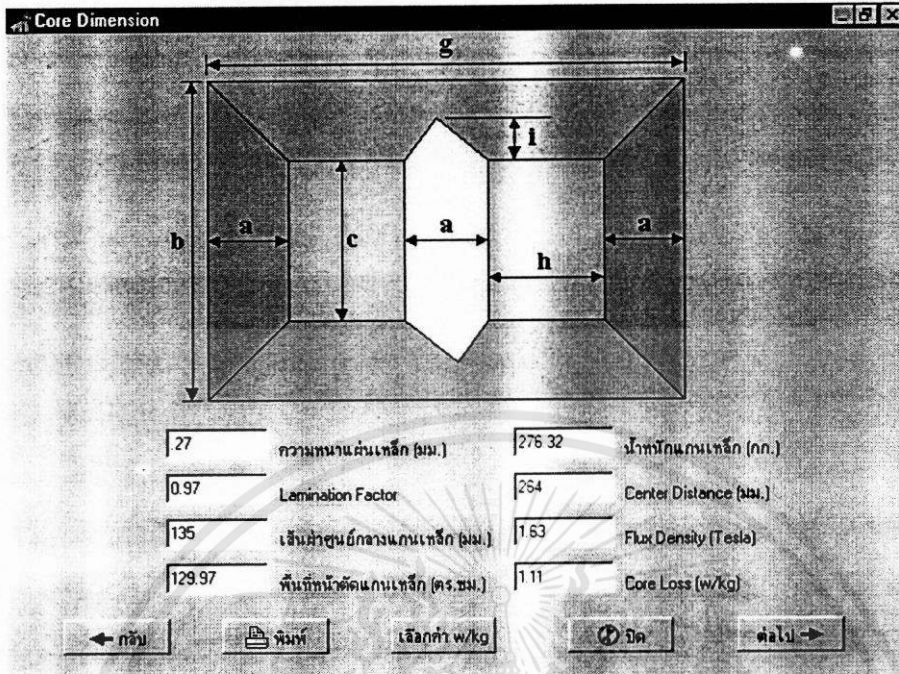 Core Dimension
g
i
b
a
c
a
a
h
.27 ความหนาแผ่นเหล็ก (มม.) 276.32 น้ำหนักแกนเหล็ก (กก.)
0.97 Lamination Factor 264 Center Distance (มม.)
135 เส้นผ่าศูนย์กลางแกนเหล็ก (มม.) 1.63 Flux Density (Tesla)
129.97 พื้นที่หน้าตัดแกนเหล็ก (ตร.ซม.) 1.11 Core Loss (w/kg)
กลับ พิมพ์ เลือกค่า w/kg ปิด ต่อไป